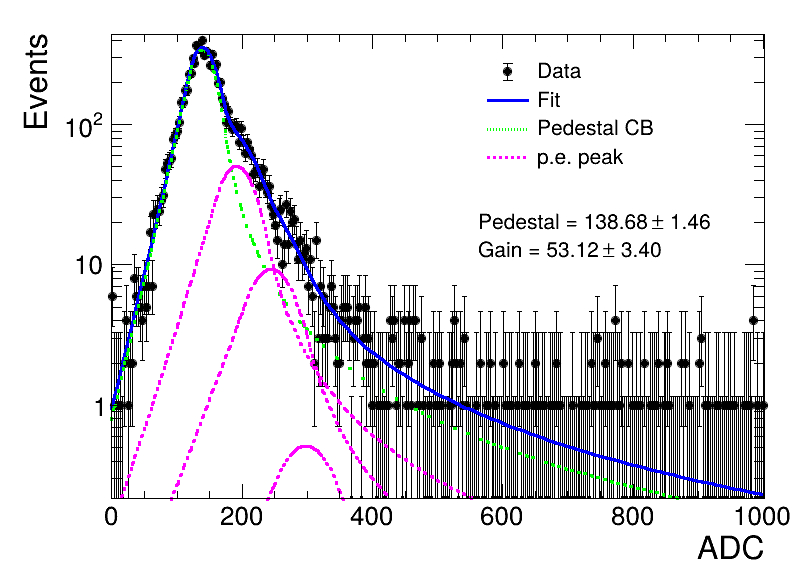 Events
10²
10
1
Data
Fit
Pedestal CB
p.e. peak
Pedestal = 138.68 ± 1.46
Gain = 53.12 ± 3.40
0 200 400 600 800 1000
ADC